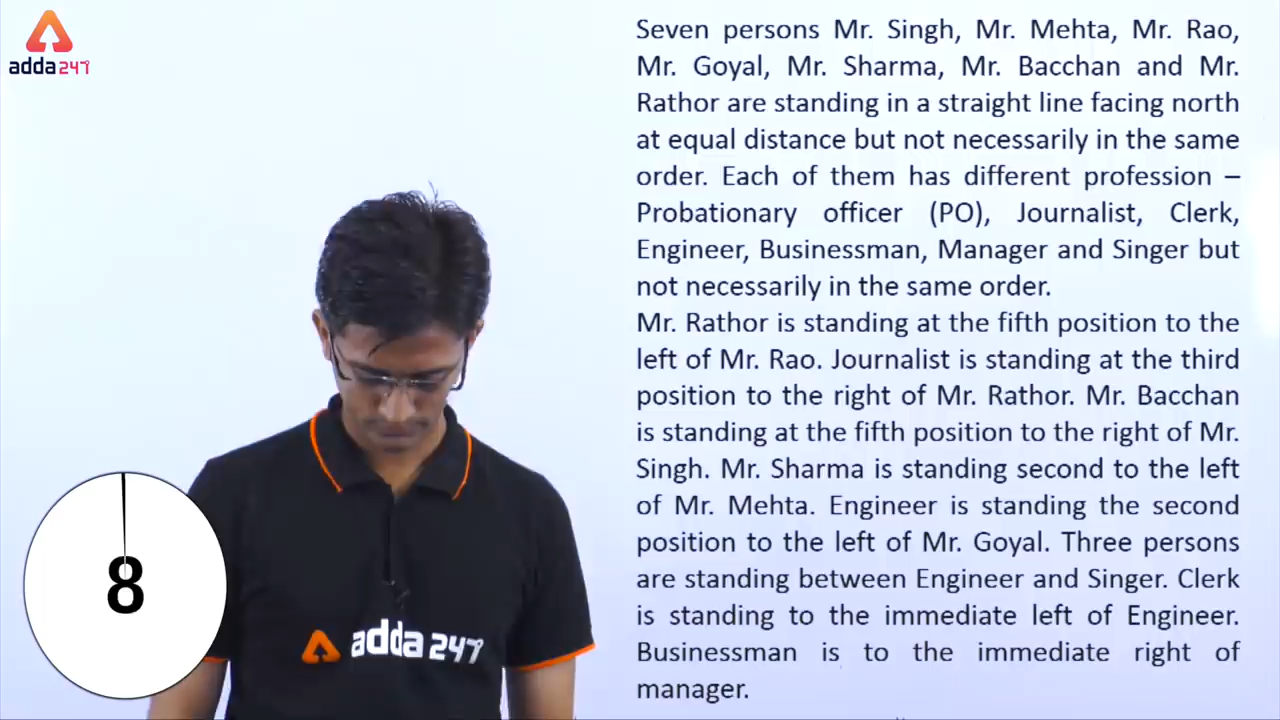 adda247
Seven persons Mr. Singh, Mr. Mehta, Mr. Rao,
Mr. Goyal, Mr. Sharma, Mr. Bacchan and Mr.
Rathor are standing in a straight line facing north
at equal distance but not necessarily in the same
order. Each of them has different profession –
Probationary officer (PO), Journalist, Clerk,
Engineer, Businessman, Manager and Singer but
not necessarily in the same order.
Mr. Rathor is standing at the fifth position to the
left of Mr. Rao. Journalist is standing at the third
position to the right of Mr. Rathor. Mr. Bacchan
is standing at the fifth position to the right of Mr.
Singh. Mr. Sharma is standing second to the left
of Mr. Mehta. Engineer is standing the second
position to the left of Mr. Goyal. Three persons
are standing between Engineer and Singer. Clerk
is standing to the immediate left of Engineer.
Businessman is to the immediate right of
manager.
8
adda247